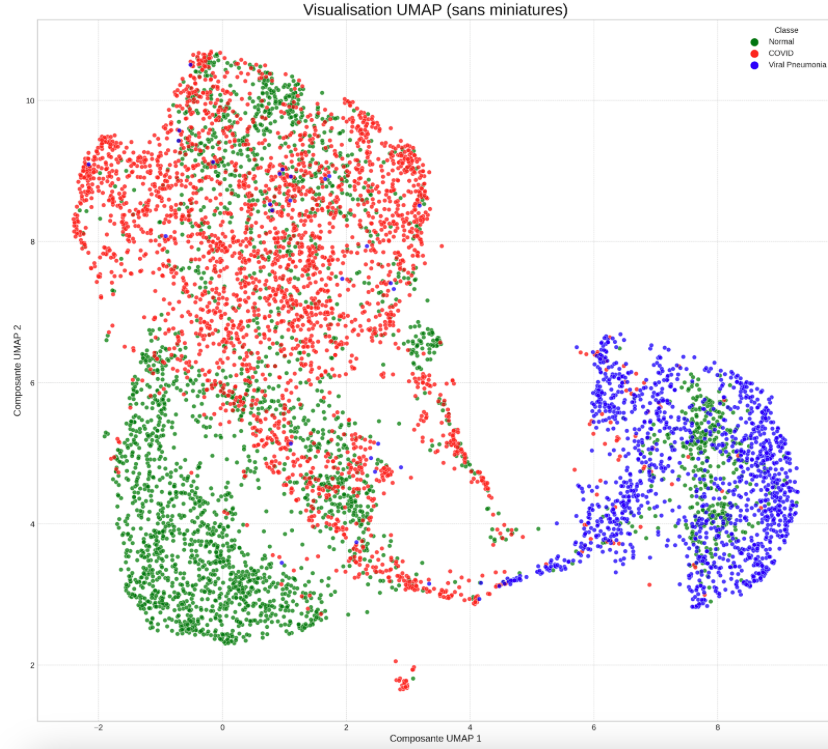 Visualisation UMAP (sans miniatures)
Classe
Normal
COVID
Viral Pneumonia
10
8
6
4
2
Composante UMAP 2
−2
0
2
4
6
8
Composante UMAP 1